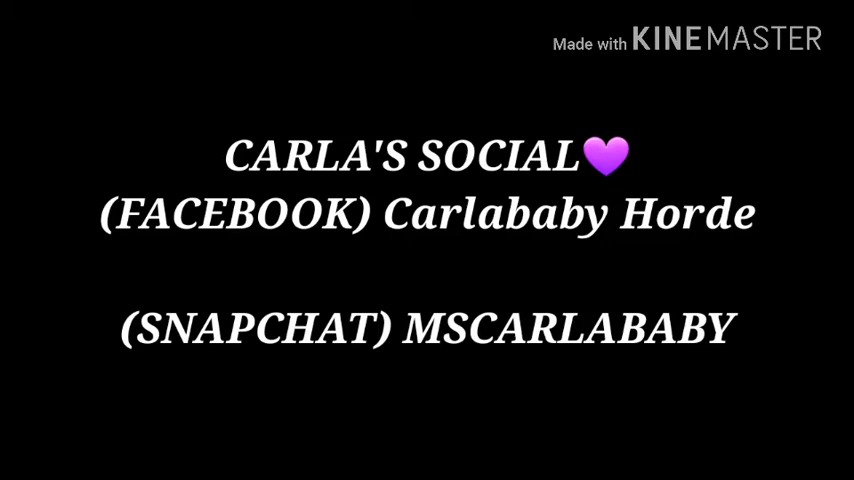 Made with KINEMASTER
CARLA'S SOCIAL💜
(FACEBOOK) Carlababy Horde
(SNAPCHAT) MSCARLABABY